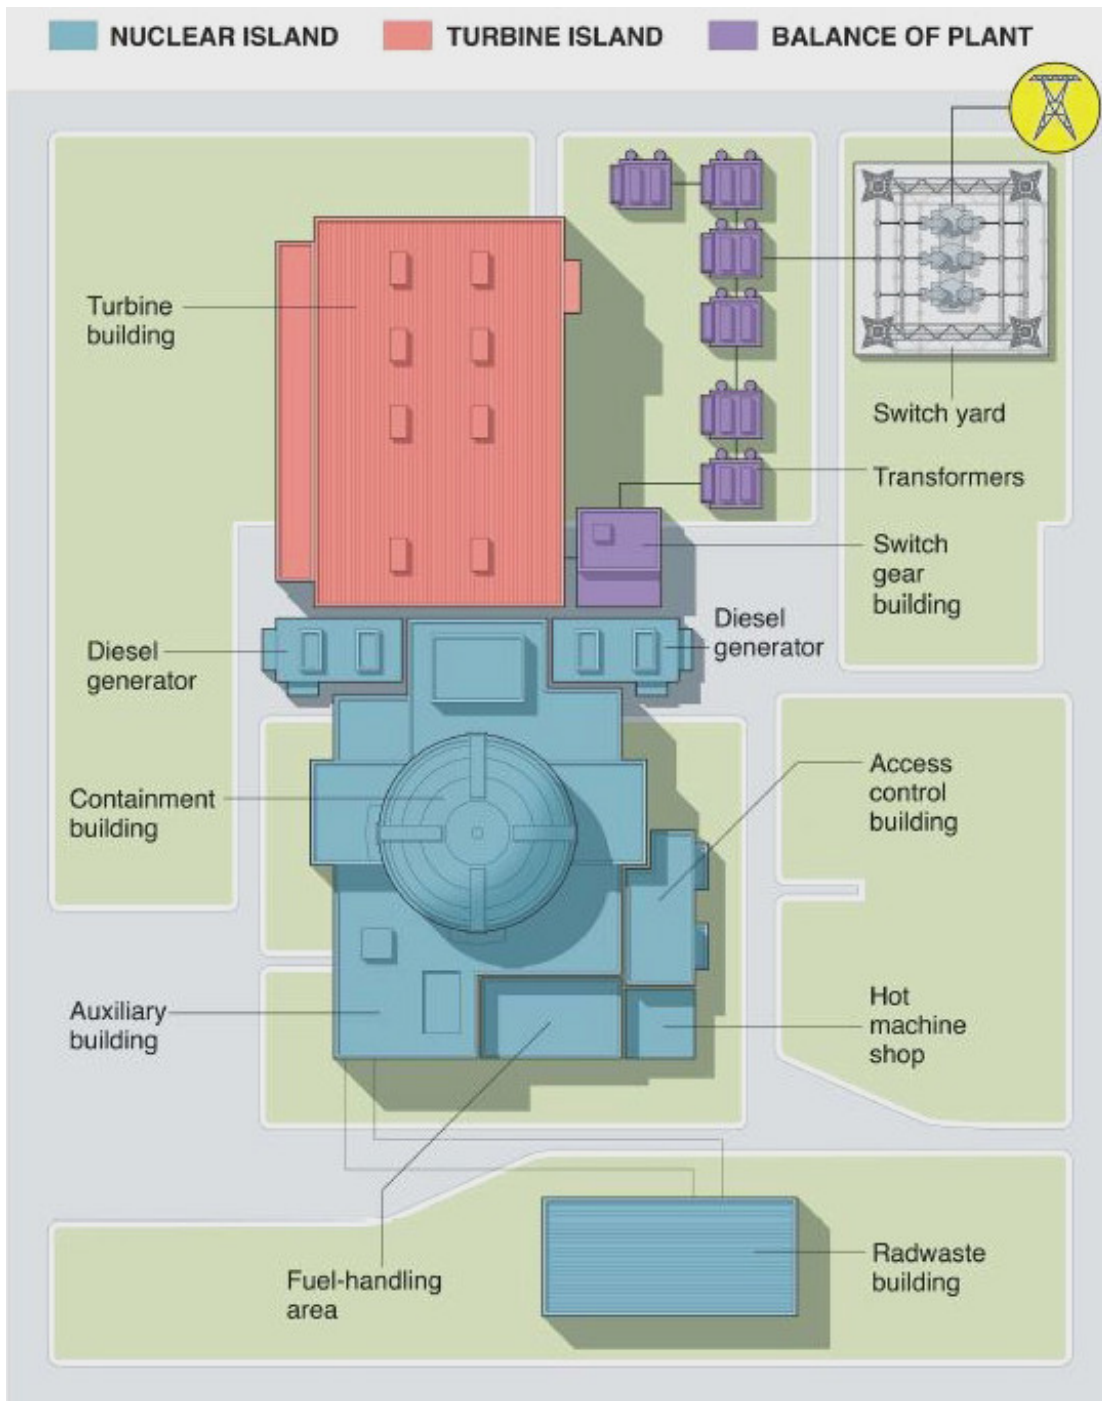 NUCLEAR ISLAND
TURBINE ISLAND
BALANCE OF PLANT
Turbine
building
Switch yard
Transformers
Switch
gear
building
Diesel
generator
Diesel
generator
Access
control
building
Containment
building
Auxiliary
building
Hot
machine
shop
Fuel-handling
area
Radwaste
building